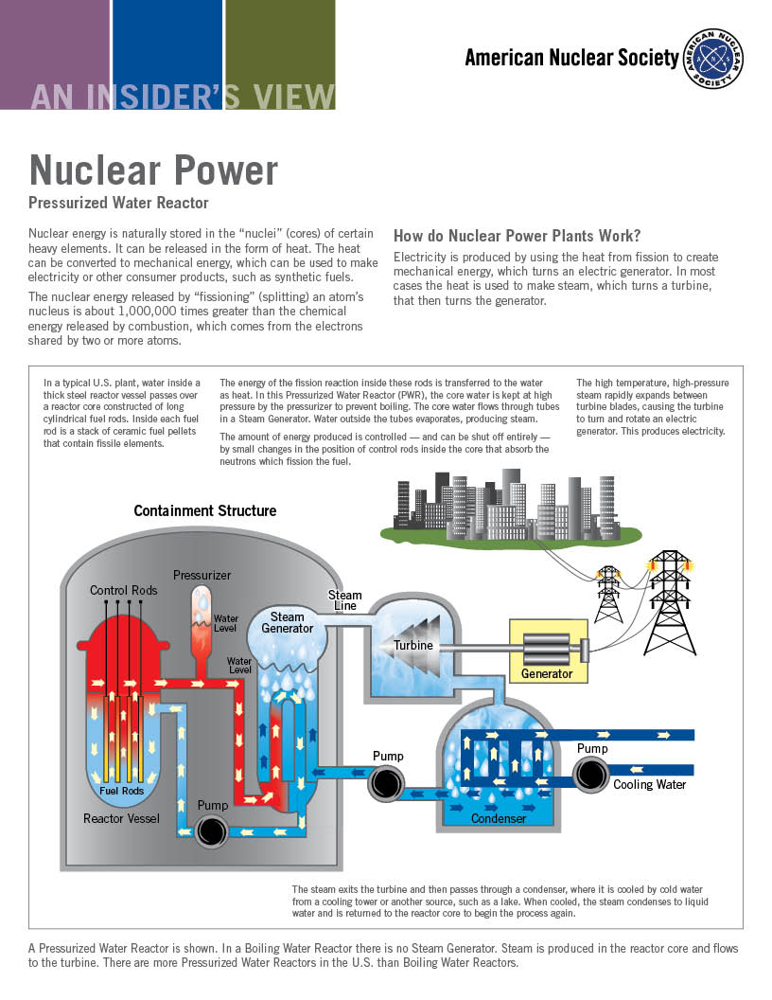 American Nuclear Society
AMERICAN NUCLEAR SOCIETY
ANS
AN INSIDER'S VIEW
Nuclear Power
Pressurized Water Reactor
Nuclear energy is naturally stored in the “nuclei” (cores) of certain
heavy elements. It can be released in the form of heat. The heat
can be converted to mechanical energy, which can be used to make
electricity or other consumer products, such as synthetic fuels.
The nuclear energy released by “fissioning” (splitting) an atom’s
nucleus is about 1,000,000 times greater than the chemical
energy released by combustion, which comes from the electrons
shared by two or more atoms.
How do Nuclear Power Plants Work?
Electricity is produced by using the heat from fission to create
mechanical energy, which turns an electric generator. In most
cases the heat is used to make steam, which turns a turbine,
that then turns the generator.
In a typical U.S. plant, water inside a
thick steel reactor vessel passes over
a reactor core constructed of long
cylindrical fuel rods. Inside each fuel
rod is a stack of ceramic fuel pellets
that contain fissile elements.
The energy of the fission reaction inside these rods is transferred to the water
as heat. In this Pressurized Water Reactor (PWR), the core water is kept at high
pressure by the pressurizer to prevent boiling. The core water flows through tubes
in a Steam Generator. Water outside the tubes evaporates, producing steam.
The amount of energy produced is controlled — and can be shut off entirely —
by small changes in the position of control rods inside the core that absorb the
neutrons which fission the fuel.
The high temperature, high-pressure
steam rapidly expands between
turbine blades, causing the turbine
to turn and rotate an electric
generator. This produces electricity.
Containment Structure
Control Rods
Pressurizer
Water
Level
Steam
Generator
Water
Level
Steam
Line
Turbine
Generator
Fuel Rods
Reactor Vessel
Pump
Pump
Pump
Cooling Water
Condenser
The steam exits the turbine and then passes through a condenser, where it is cooled by cold water
from a cooling tower or another source, such as a lake. When cooled, the steam condenses to liquid
water and is returned to the reactor core to begin the process again.
A Pressurized Water Reactor is shown. In a Boiling Water Reactor there is no Steam Generator. Steam is produced in the reactor core and flows
to the turbine. There are more Pressurized Water Reactors in the U.S. than Boiling Water Reactors.